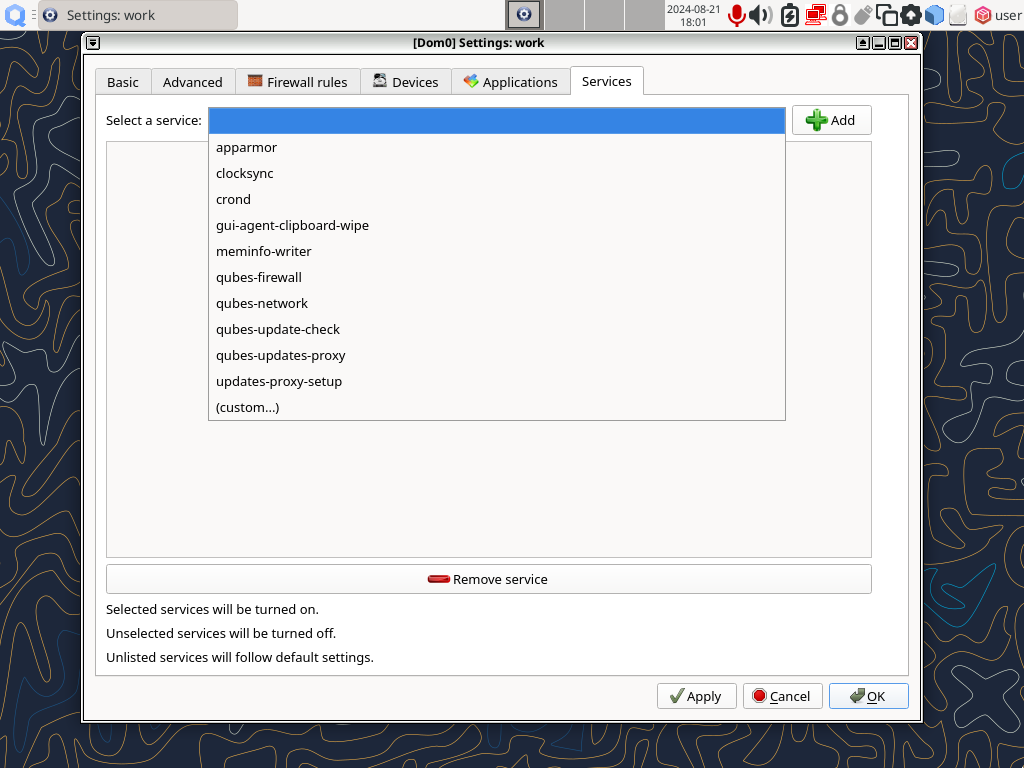 Settings: work
2024-08-21
18:01
user
[Dom0] Settings: work
Basic
Advanced
Firewall rules
Devices
Applications
Services
Select a service:
Add
apparmor
clocksync
crond
gui-agent-clipboard-wipe
meminfo-writer
qubes-firewall
qubes-network
qubes-update-check
qubes-updates-proxy
updates-proxy-setup
(custom...)
Remove service
Selected services will be turned on.
Unselected services will be turned off.
Unlisted services will follow default settings.
Apply
Cancel
OK